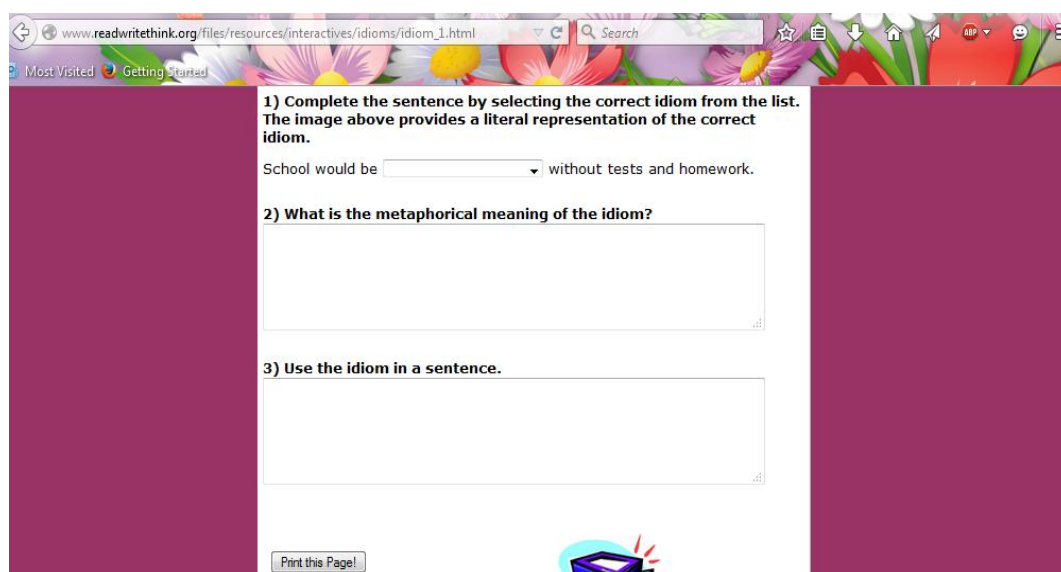 www.readwritethink.org/files/resources/interactives/idioms/idiom_1.html
Search
ABP
Most Visited
Getting Started
1) Complete the sentence by selecting the correct idiom from the list.
The image above provides a literal representation of the correct
idiom.
School would be without tests and homework.
2) What is the metaphorical meaning of the idiom?
3) Use the idiom in a sentence.
Print this Page!